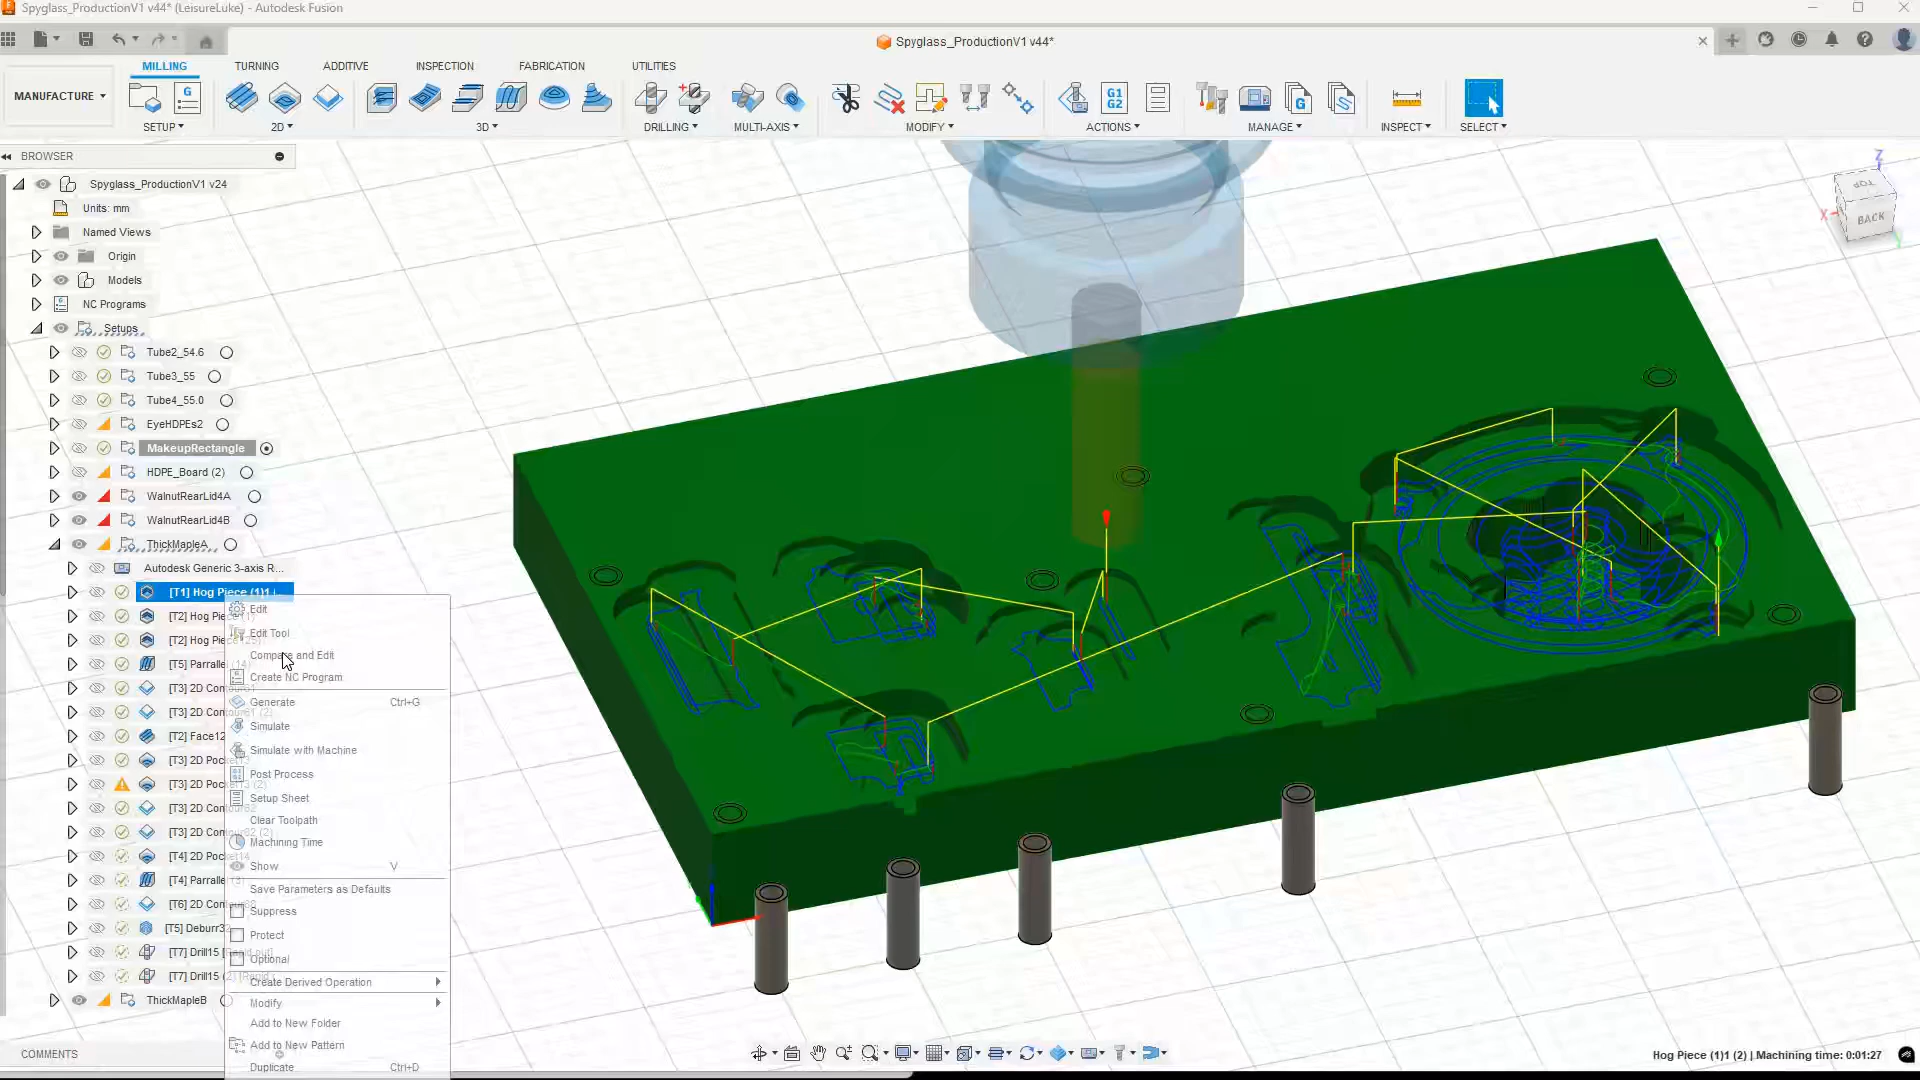 Spyglass_ProductionV1 v44* (LeisureLuke) - Autodesk Fusion
Spyglass_ProductionV1 v44*
MILLING TURNING ADDITIVE INSPECTION FABRICATION UTILITIES
MANUFACTURE
G
G1
G2
G
SETUP 2D 3D DRILLING MULTI-AXIS MODIFY ACTIONS MANAGE INSPECT SELECT
BROWSER
Spyglass_ProductionV1 v24
Units: mm
Named Views
Origin
Models
NC Programs
Setups
Tube2_54.6
Tube3_55
Tube4_55.0
EyeHDPEs2
MakeupRectangle
HDPE_Board (2)
WalnutRearLid4A
WalnutRearLid4B
ThickMapleA
Autodesk Generic 3-axis R...
[T1] Hog Piece (1)1
[T2] Hog Pie
[T2] Hog Pie
[T5] Parralle
[T3] 2D Con
[T3] 2D Con
[T2] Face12
[T3] 2D Poc
[T3] 2D Poc
[T3] 2D Con
[T3] 2D Con
[T4] 2D Poc
[T4] Parralle
[T6] 2D Con
[T5] Deburr3
[T7] Drill15
[T7] Drill15
ThickMapleB
Edit
Edit Tool
Compare and Edit
Create NC Program
Generate Ctrl+G
Simulate
Simulate with Machine
Post Process
Setup Sheet
Clear Toolpath
Machining Time
Show V
Save Parameters as Defaults
Suppress
Protect
Optional
Create Derived Operation
Modify
Add to New Folder
Add to New Pattern
Duplicate Ctrl+D
COMMENTS
Z
TOP
X
BACK
Y
Hog Piece (1)1 (2) | Machining time: 0:01:27